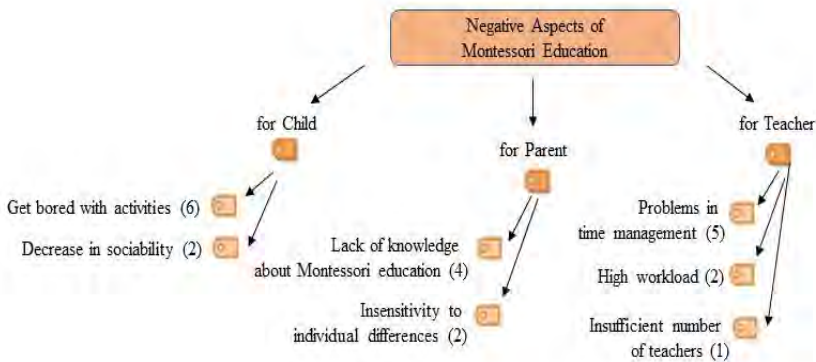 Negative Aspects of
Montessori Education
for Child
Get bored with activities (6)
Decrease in sociability (2)
for Parent
Lack of knowledge
about Montessori education (4)
Insensitivity to
individual differences (2)
for Teacher
Problems in
time management (5)
High workload (2)
Insufficient number
of teachers (1)